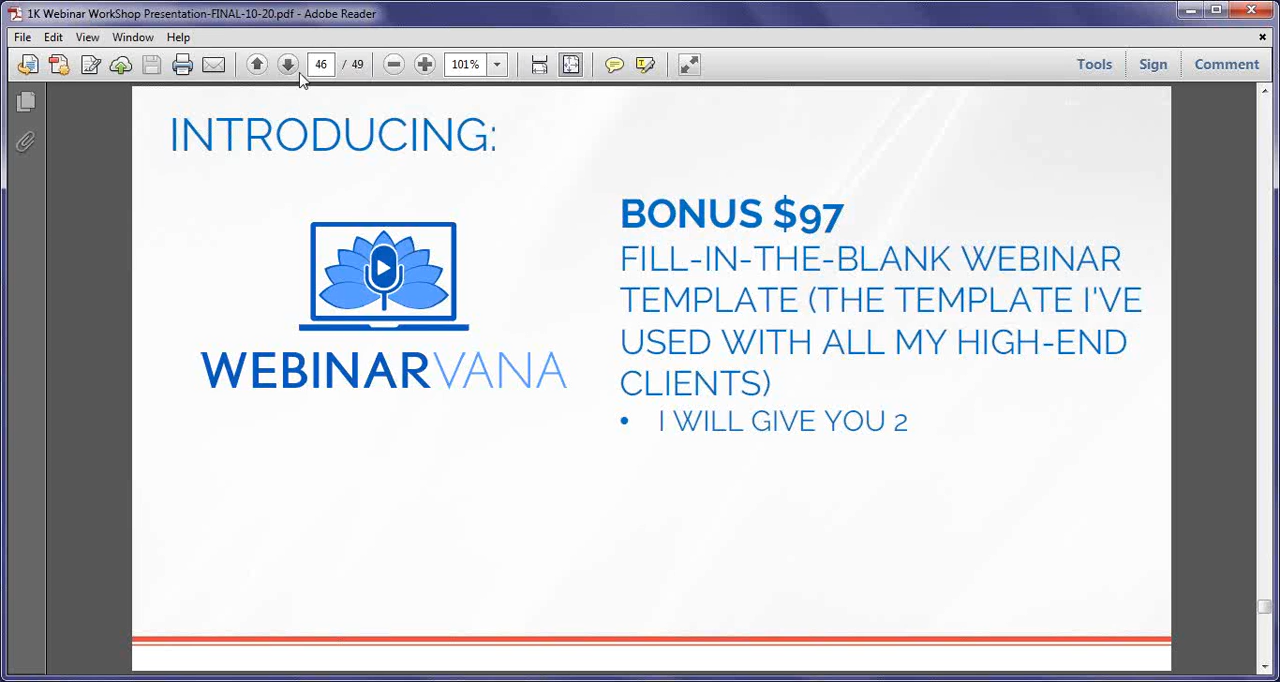 1K Webinar WorkShop Presentation-FINAL-10-20.pdf - Adobe Reader
File Edit View Window Help
46 / 49 101% Tools Sign Comment
INTRODUCING:
BONUS $97
FILL-IN-THE-BLANK WEBINAR
TEMPLATE (THE TEMPLATE I'VE
USED WITH ALL MY HIGH-END
CLIENTS)
• I WILL GIVE YOU 2
WEBINARVANA